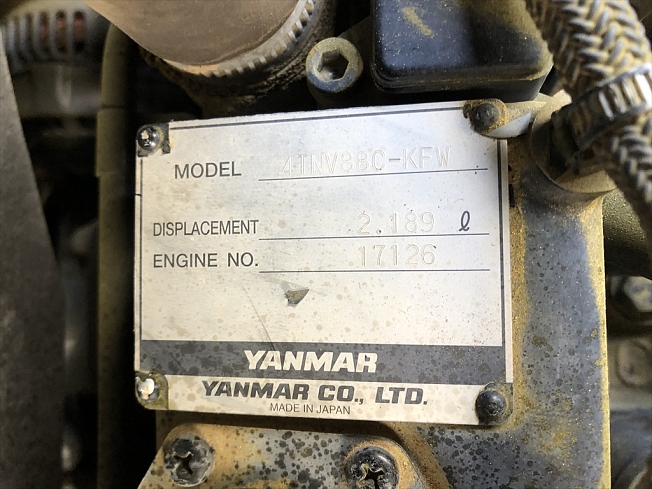 MODEL 4TNV88C-KFW
DISPLACEMENT 2.189 ℓ
ENGINE NO. 17126
YANMAR
YANMAR CO., LTD.
MADE IN JAPAN